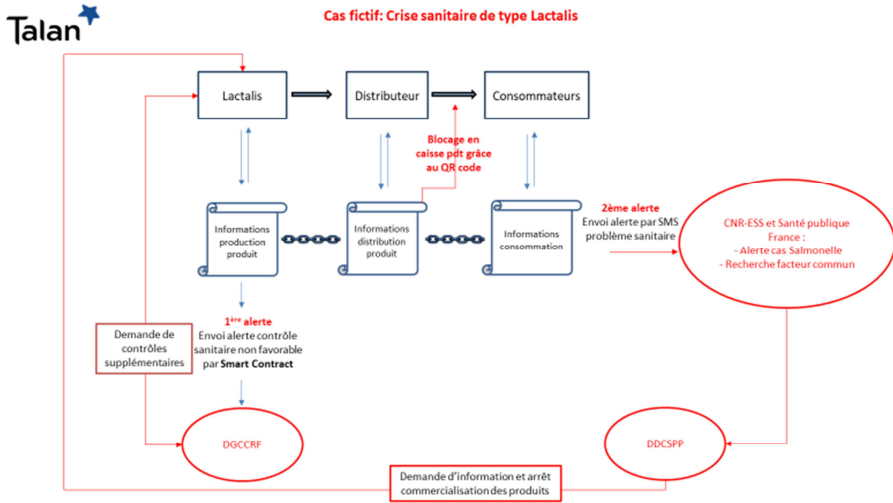 Talan
Cas fictif: Crise sanitaire de type Lactalis
Lactalis
Distributeur
Consommateurs
Blocage en
caisse pdt grâce
au QR code
Informations
production
produit
Informations
distribution
produit
Informations
consommation
2ème alerte
Envoi alerte par SMS
problème sanitaire
CNR-ESS et Santé publique
France :
- Alerte cas Salmonelle
- Recherche facteur commun
1ère alerte
Envoi alerte contrôle
sanitaire non favorable
par Smart Contract
Demande de
contrôles
supplémentaires
DGCCRF
DDCSPP
Demande d'information et arrêt
commercialisation des produits